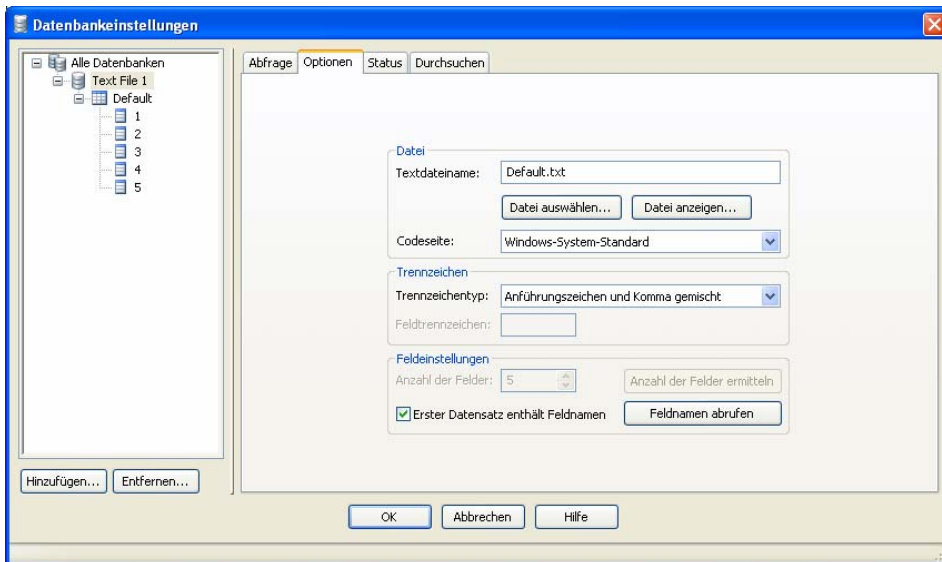 Datenbankeinstellungen
Alle Datenbanken
Text File 1
Default
1
2
3
4
5
Hinzufügen...
Entfernen...
Abfrage
Optionen
Status
Durchsuchen
Datei
Textdateiname:
Default.txt
Datei auswählen...
Datei anzeigen...
Codeseite:
Windows-System-Standard
Trennzeichen
Trennzeichentyp:
Anführungszeichen und Komma gemischt
Feldtrennzeichen:
Feldeinstellungen
Anzahl der Felder:
5
Anzahl der Felder ermitteln
Erster Datensatz enthält Feldnamen
Feldnamen abrufen
OK
Abbrechen
Hilfe